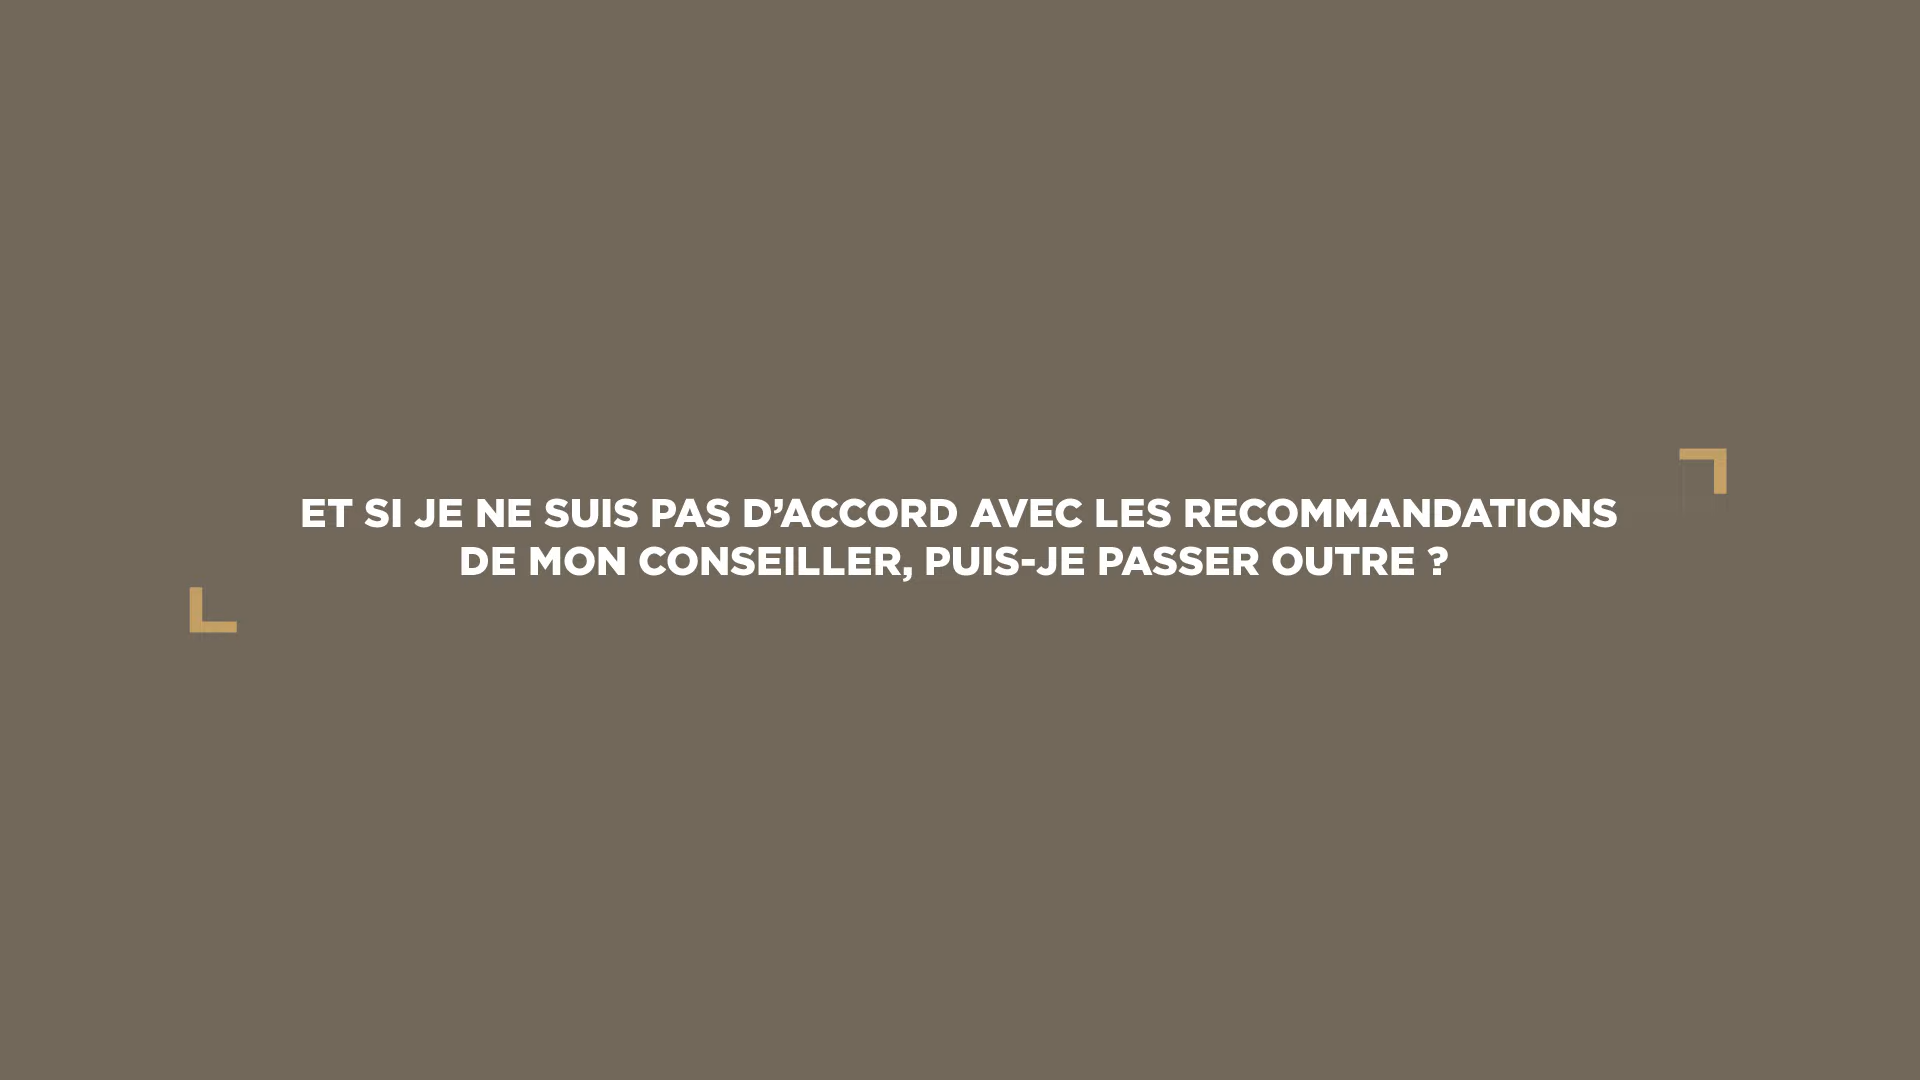 ET SI JE NE SUIS PAS D’ACCORD AVEC LES RECOMMANDATIONS
DE MON CONSEILLER, PUIS-JE PASSER OUTRE ?